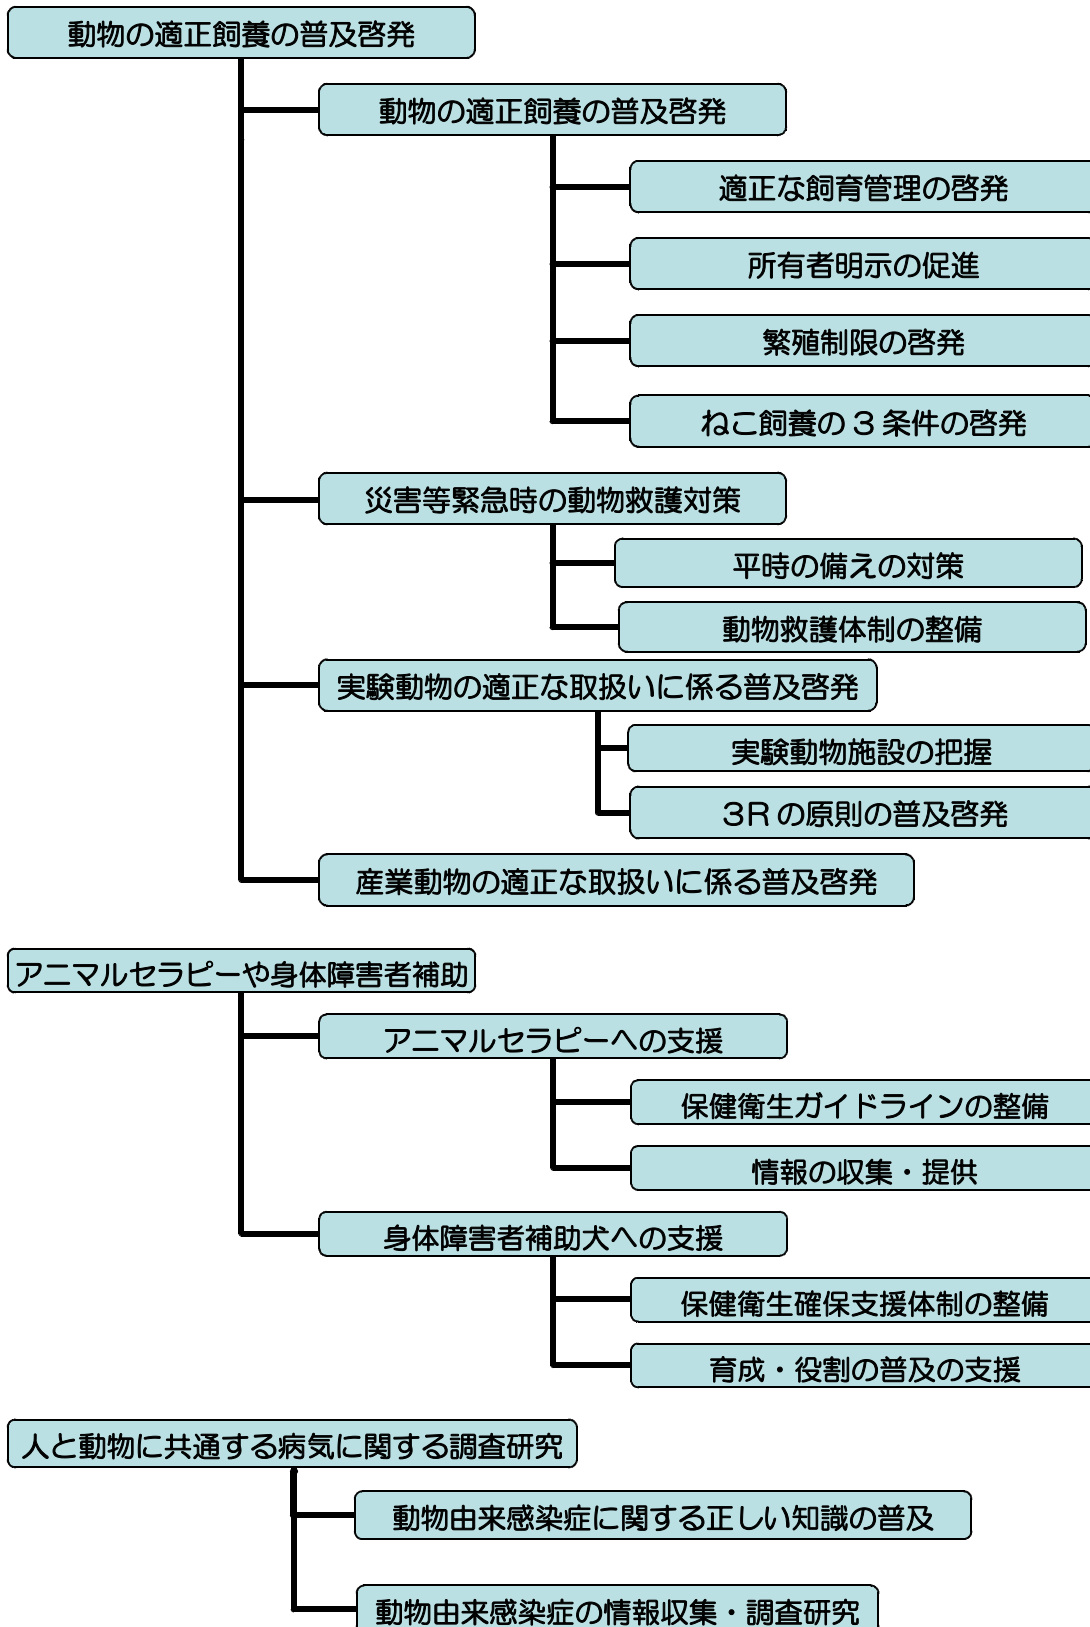 動物の適正飼養の普及啓発
動物の適正飼養の普及啓発
適正な飼育管理の啓発
所有者明示の促進
繁殖制限の啓発
ねこ飼養の3条件の啓発
災害等緊急時の動物救護対策
平時の備えの対策
動物救護体制の整備
実験動物の適正な取扱いに係る普及啓発
実験動物施設の把握
3Rの原則の普及啓発
産業動物の適正な取扱いに係る普及啓発
アニマルセラピーや身体障害者補助
アニマルセラピーへの支援
保健衛生ガイドラインの整備
情報の収集・提供
身体障害者補助犬への支援
保健衛生確保支援体制の整備
育成・役割の普及の支援
人と動物に共通する病気に関する調査研究
動物由来感染症に関する正しい知識の普及
動物由来感染症の情報収集・調査研究